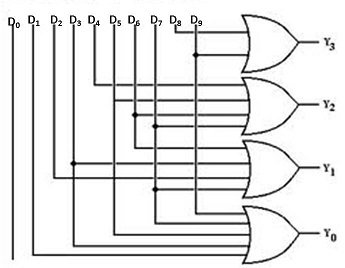 D₀ D₁ D₂ D₃ D₄ D₅ D₆ D₇ D₈ D₉
Y₃
Y₂
Y₁
Y₀